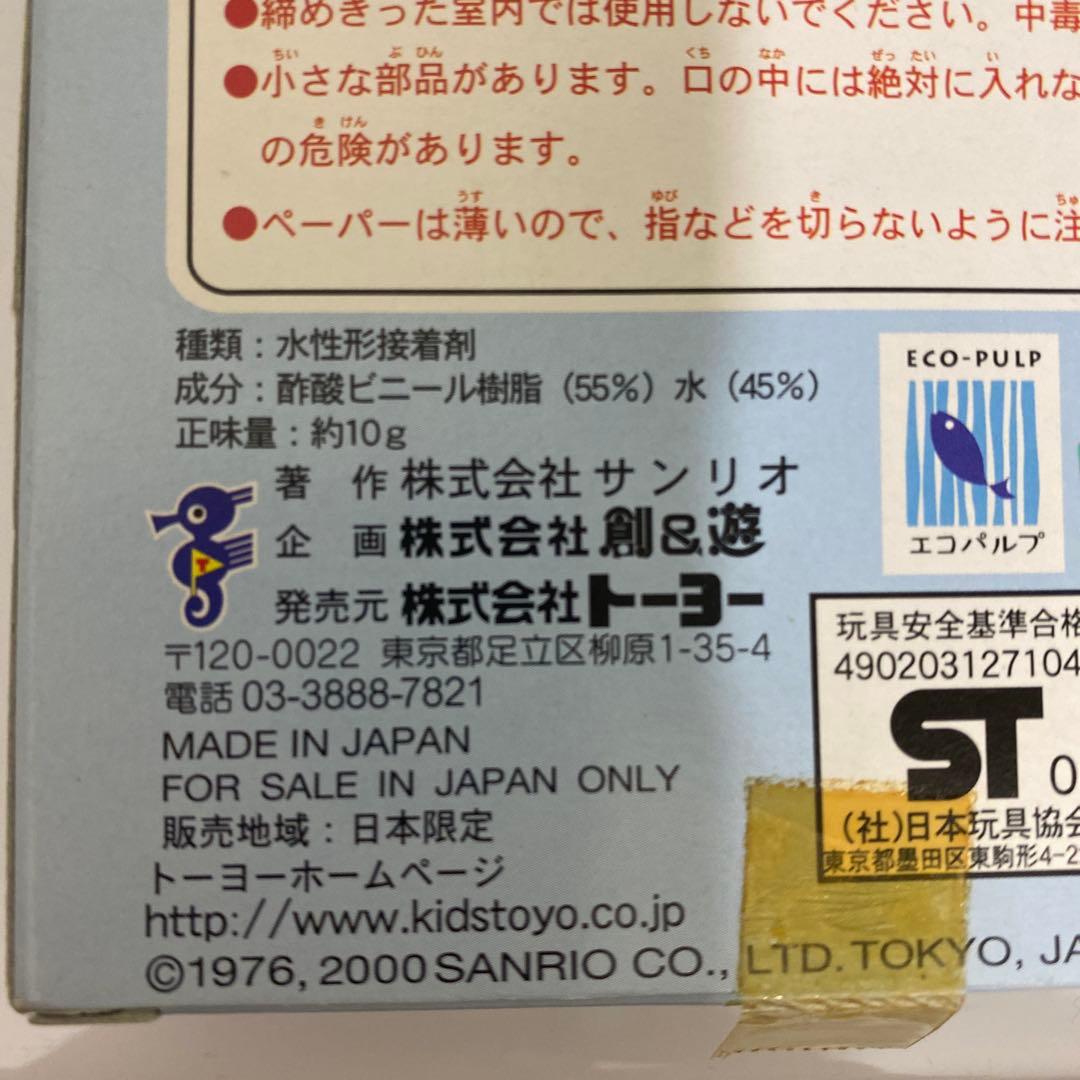 ●締めきった室内では使用しないでください。中毒
●小さな部品があります。口の中には絶対に入れな
の危険があります。
●ペーパーは薄いので、指などを切らないように注
種類：水性形接着剤
成分：酢酸ビニール樹脂（55%）水（45%）
正味量：約10g
著 作 株式会社サンリオ
企 画 株式会社創&遊
発売元 株式会社トーヨー
〒120-0022 東京都足立区柳原1-35-4
電話 03-3888-7821
MADE IN JAPAN
FOR SALE IN JAPAN ONLY
販売地域：日本限定
トーヨーホームページ
http://www.kidstoyo.co.jp
©1976, 2000 SANRIO CO., LTD. TOKYO, JA
ECO-PULP
エコパルプ
玩具安全基準合格
490203127104
ST 0
(社)日本玩具協会
東京都墨田区東駒形4-2
T